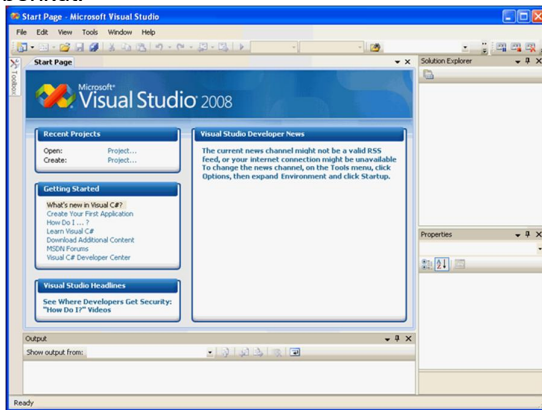 Start Page - Microsoft Visual Studio
File Edit View Tools Window Help
Toolbox
Start Page
Solution Explorer
Microsoft
Visual Studio 2008
Recent Projects
Open: Project...
Create: Project...
Getting Started
What's new in Visual C#?
Create Your First Application
How Do I ... ?
Learn Visual C#
Download Additional Content
MSDN Forums
Visual C# Developer Center
Visual Studio Headlines
See Where Developers Get Security:
"How Do I?" Videos
Visual Studio Developer News
The current news channel might not be a valid RSS
feed, or your internet connection might be unavailable
To change the news channel, on the Tools menu, click
Options, then expand Environment and click Startup.
Properties
Output
Show output from:
Ready